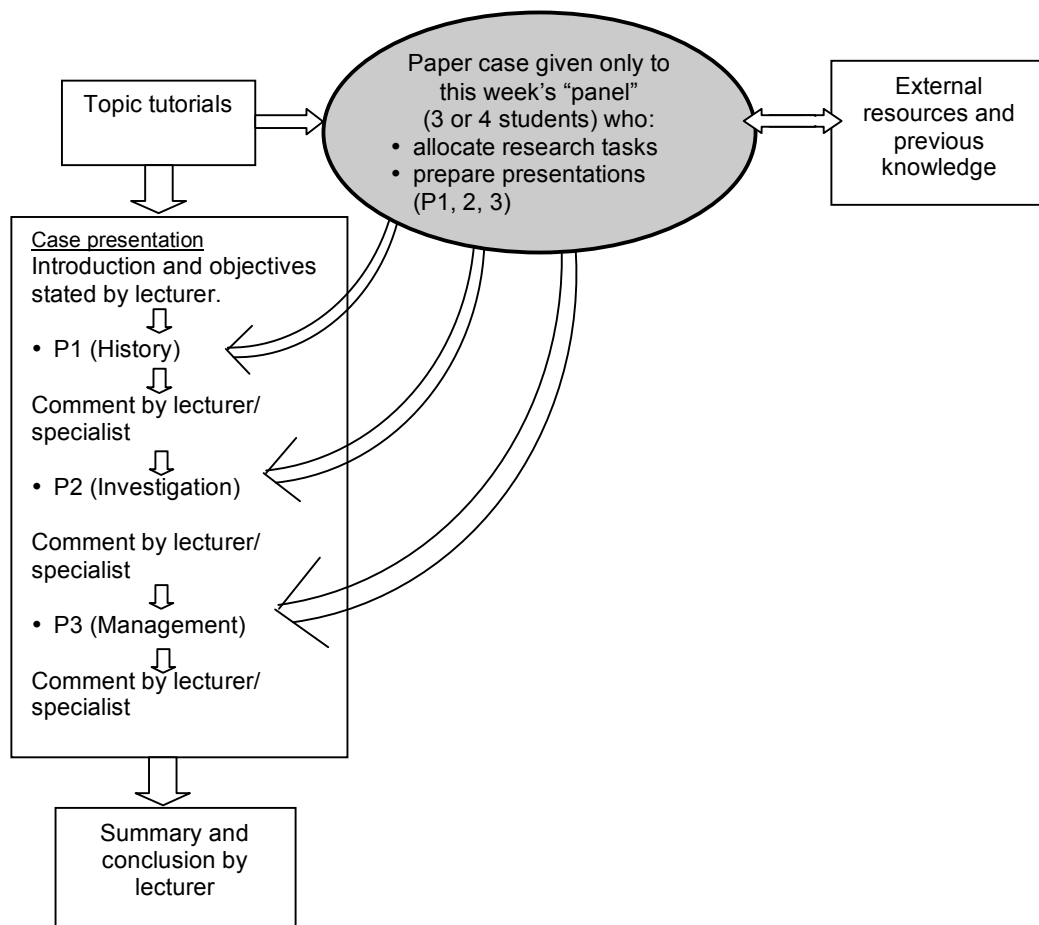 Topic tutorials
Paper case given only to
this week's “panel”
(3 or 4 students) who:
• allocate research tasks
• prepare presentations
(P1, 2, 3)
External
resources and
previous
knowledge
Case presentation
Introduction and objectives
stated by lecturer.
• P1 (History)
Comment by lecturer/
specialist
• P2 (Investigation)
Comment by lecturer/
specialist
• P3 (Management)
Comment by lecturer/
specialist
Summary and
conclusion by
lecturer